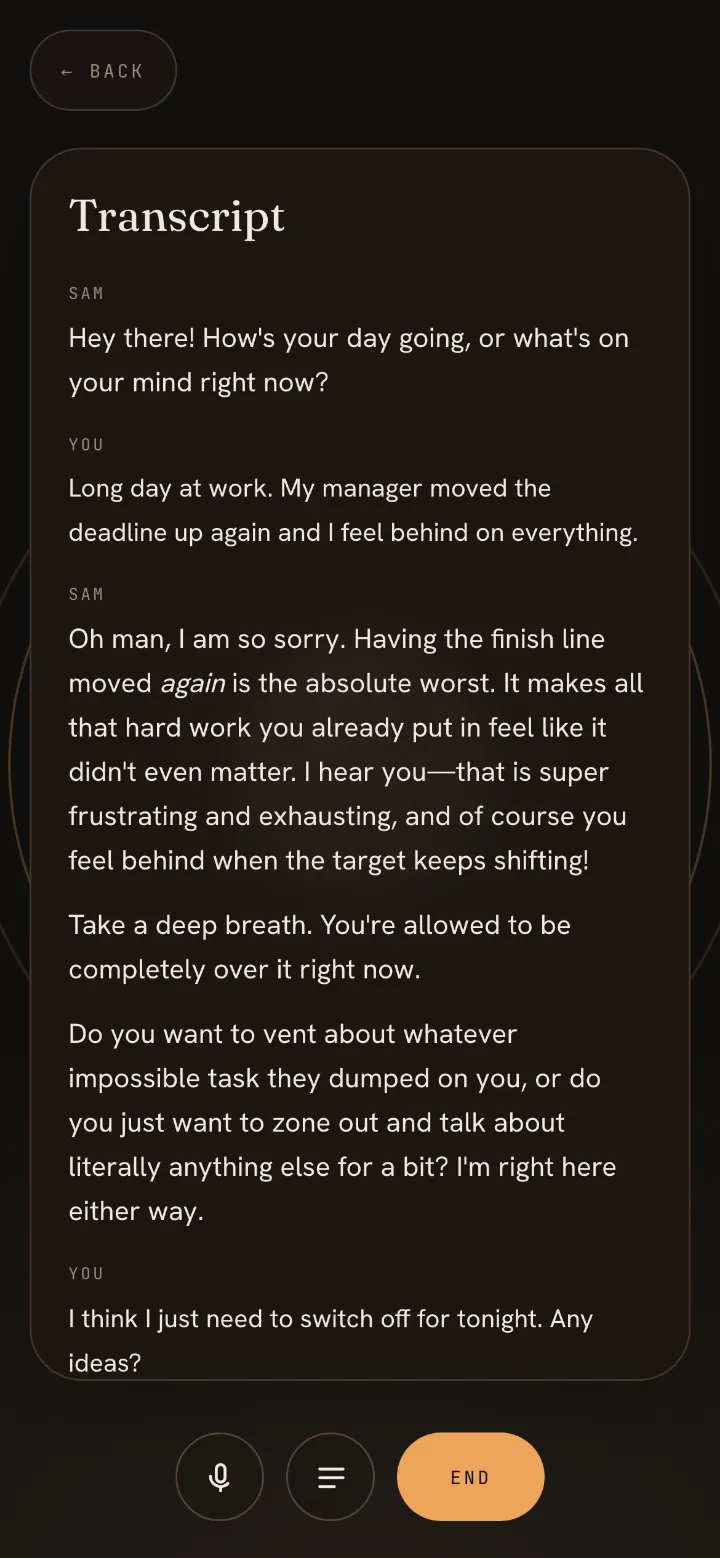 ← BACK
Transcript
SAM
Hey there! How's your day going, or what's on
your mind right now?
YOU
Long day at work. My manager moved the
deadline up again and I feel behind on everything.
SAM
Oh man, I am so sorry. Having the finish line
moved again is the absolute worst. It makes all
that hard work you already put in feel like it
didn't even matter. I hear you—that is super
frustrating and exhausting, and of course you
feel behind when the target keeps shifting!
Take a deep breath. You're allowed to be
completely over it right now.
Do you want to vent about whatever
impossible task they dumped on you, or do
you just want to zone out and talk about
literally anything else for a bit? I'm right here
either way.
YOU
I think I just need to switch off for tonight. Any
ideas?
END